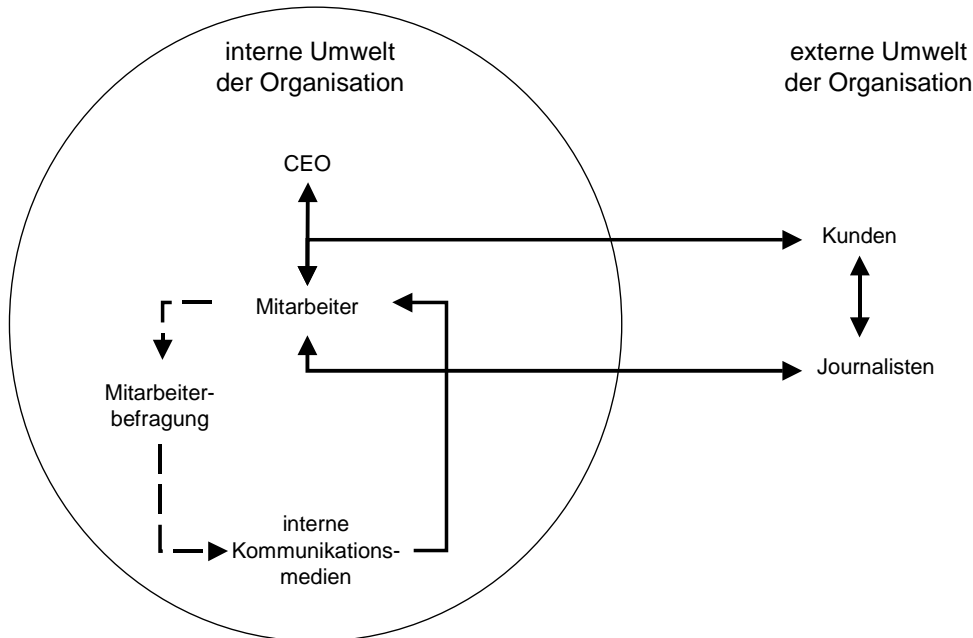 interne Umwelt
der Organisation
externe Umwelt
der Organisation
CEO
Kunden
Mitarbeiter
Journalisten
Mitarbeiter-
befragung
interne
Kommunikations-
medien